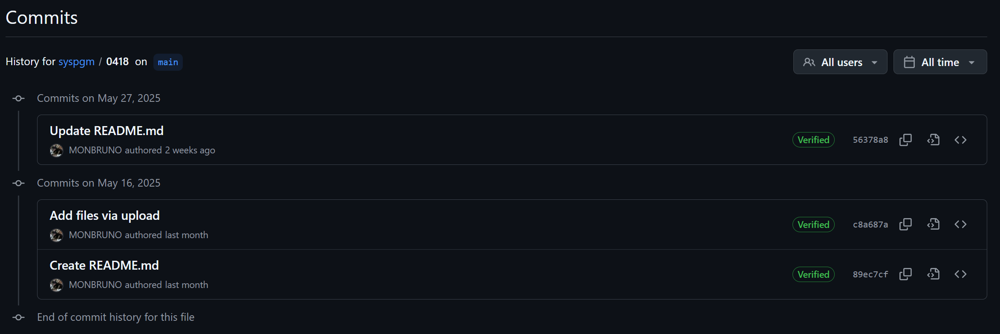 Commits
History for syspgm / 0418 on main
All users
All time
Commits on May 27, 2025
Update README.md
MONBRUNO authored 2 weeks ago
Verified
56378a8
Commits on May 16, 2025
Add files via upload
MONBRUNO authored last month
Verified
c8a687a
Create README.md
MONBRUNO authored last month
Verified
89ec7cf
End of commit history for this file